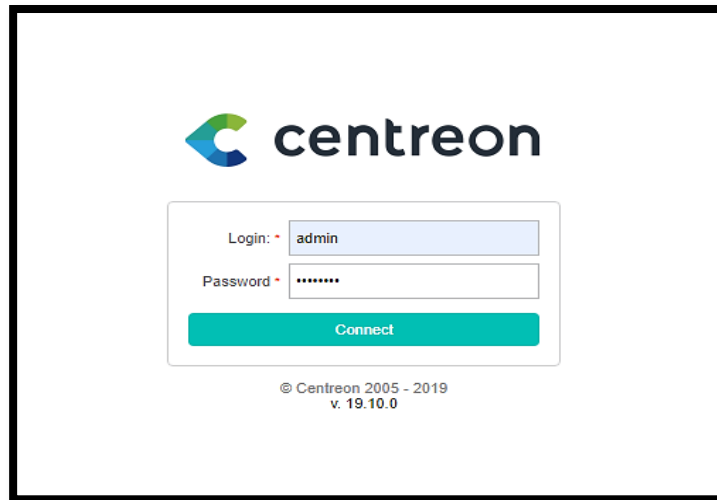 centreon
Login: * admin
Password * ••••••••
Connect
© Centreon 2005 - 2019
v. 19.10.0